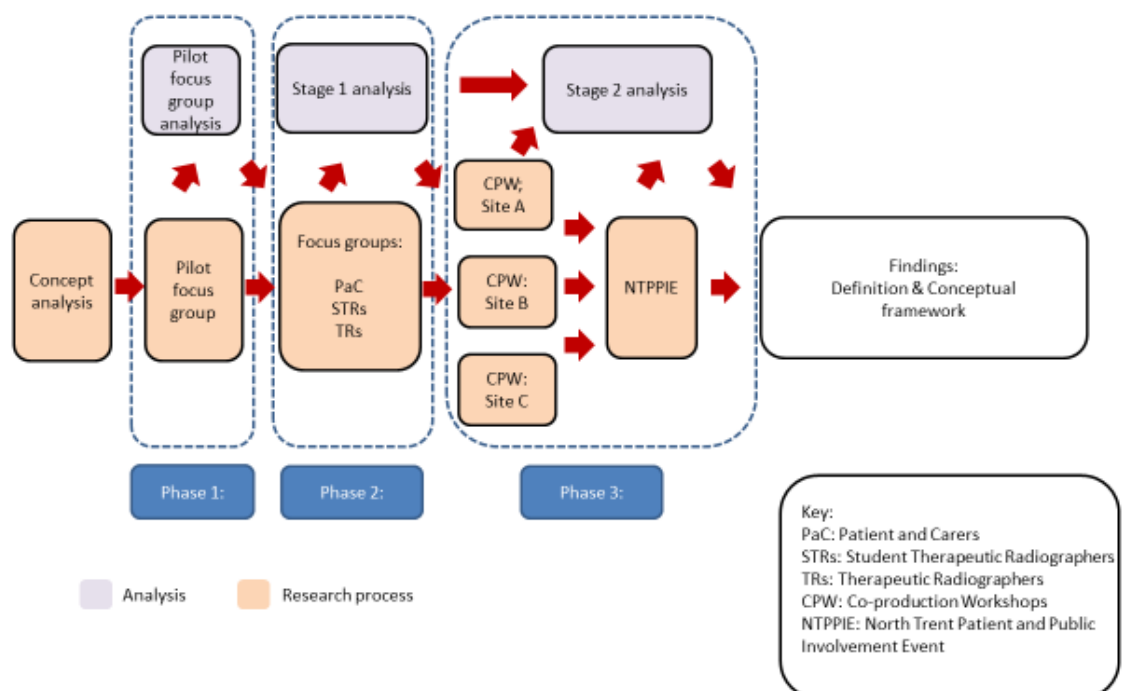 Pilot
focus
group
analysis
Stage 1 analysis
Stage 2 analysis
Concept
analysis
Pilot
focus
group
Focus groups:
PaC
STRs
TRs
CPW;
Site A
CPW:
Site B
CPW:
Site C
NTPPIE
Findings:
Definition & Conceptual
framework
Phase 1:
Phase 2:
Phase 3:
Analysis
Research process
Key:
PaC: Patient and Carers
STRs: Student Therapeutic Radiographers
TRs: Therapeutic Radiographers
CPW: Co-production Workshops
NTPPIE: North Trent Patient and Public
Involvement Event